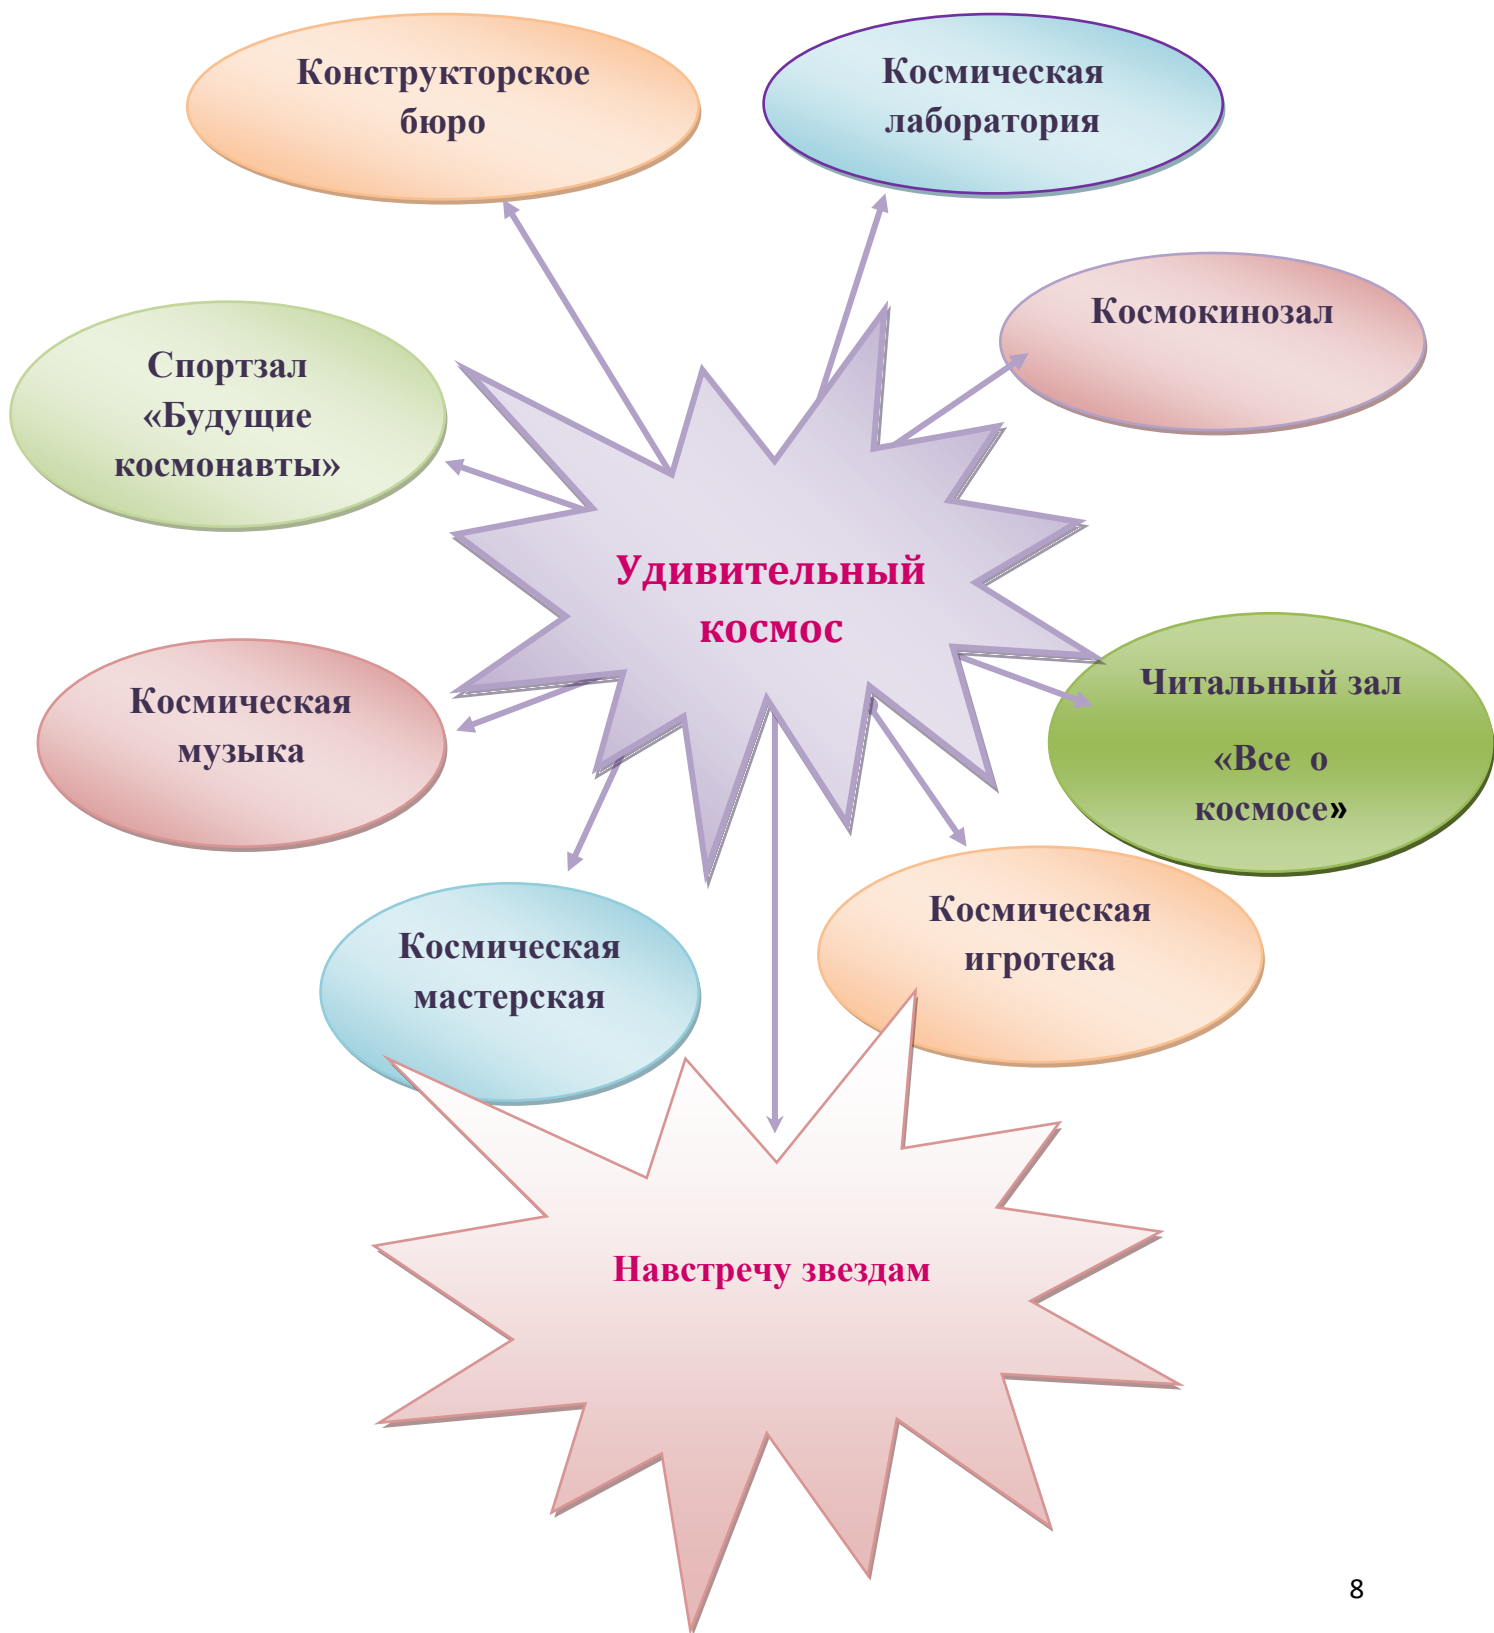 Конструкторское
бюро
Космическая
лаборатория
Космокинозал
Спортзал
«Будущие
космонавты»
Удивительный
космос
Читальный зал
«Все о
космосе»
Космическая
музыка
Космическая
игротека
Космическая
мастерская
Навстречу звездам
8